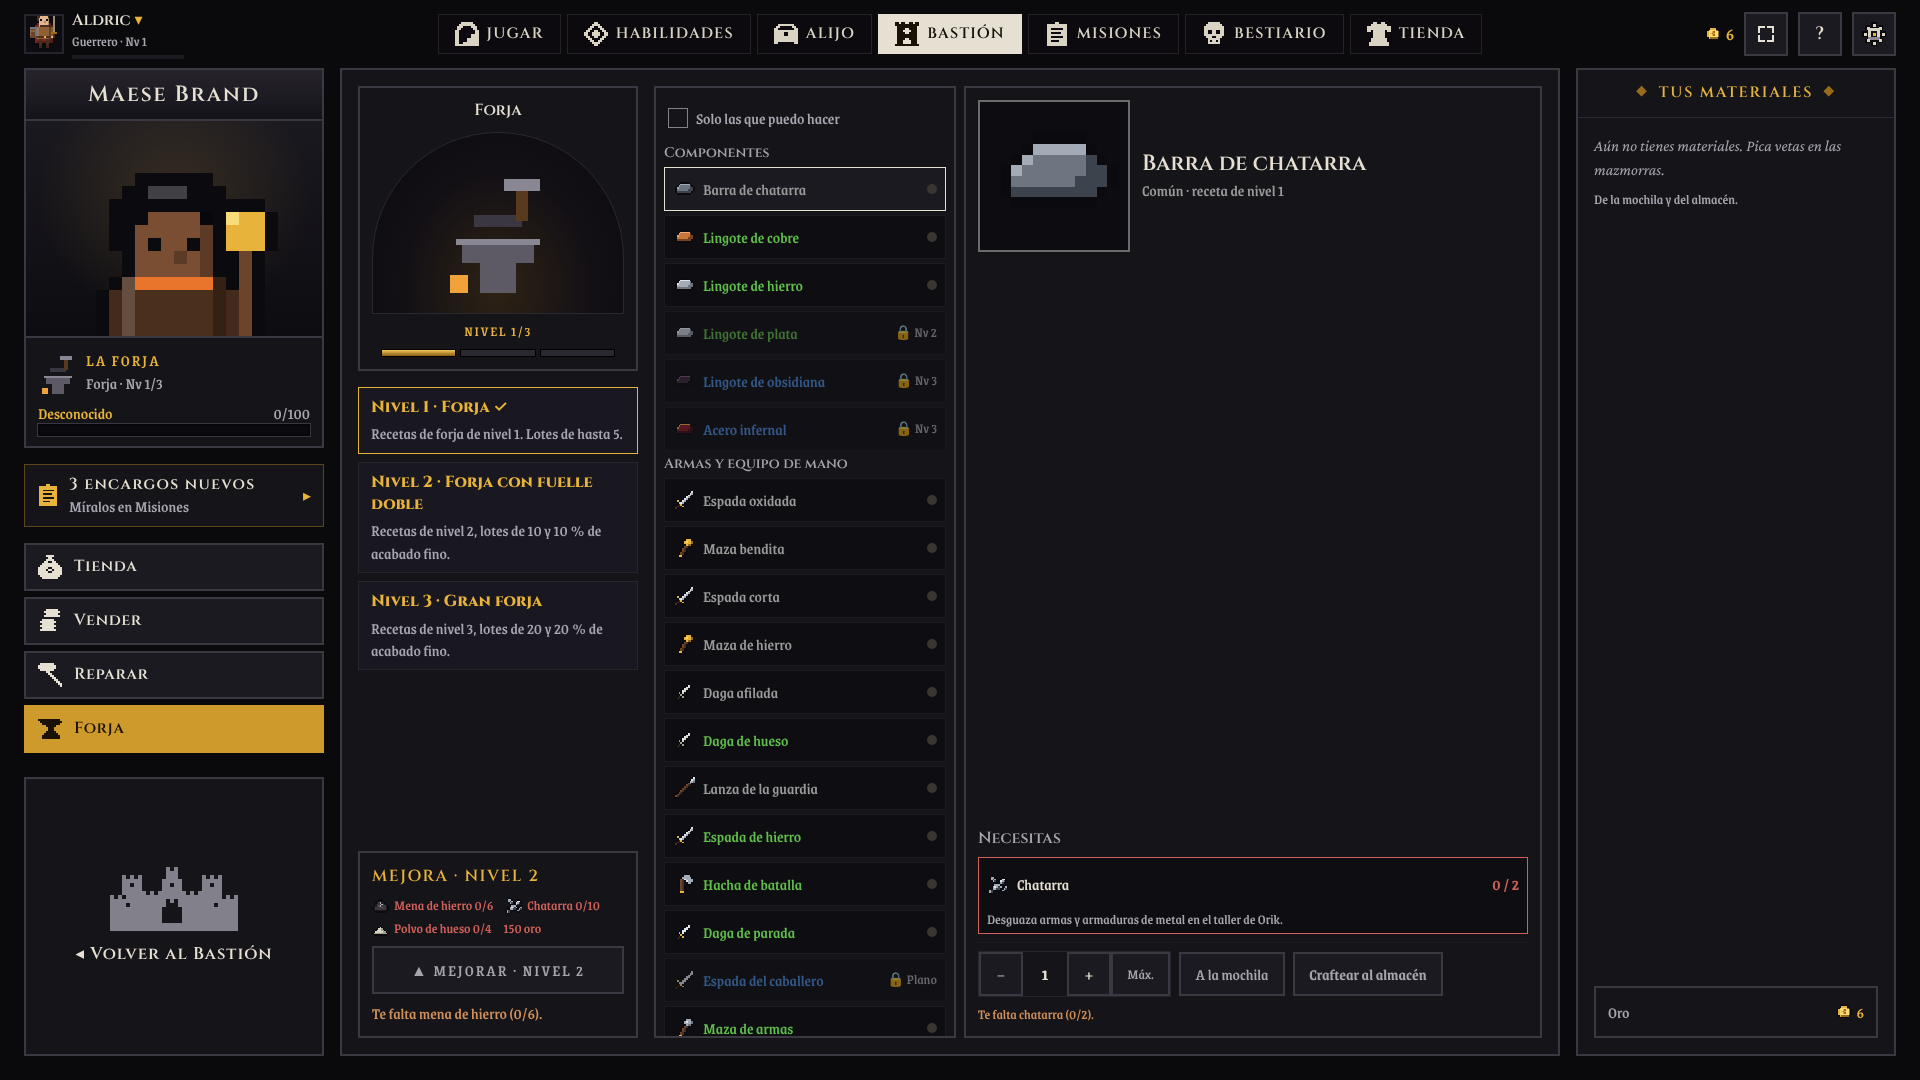 Aldric ▾
Guerrero · Nv 1
Jugar
Habilidades
Alijo
Bastión
Misiones
Bestiario
Tienda
6
?
Maese Brand
La Forja
Forja · Nv 1/3
Desconocido 0/100
3 encargos nuevos
Míralos en Misiones
▸
Tienda
Vender
Reparar
Forja
◂ Volver al Bastión
Forja
Nivel 1/3
Nivel 1 · Forja ✓
Recetas de forja de nivel 1. Lotes de hasta 5.
Nivel 2 · Forja con fuelle
doble
Recetas de nivel 2, lotes de 10 y 10 % de
acabado fino.
Nivel 3 · Gran forja
Recetas de nivel 3, lotes de 20 y 20 % de
acabado fino.
Mejora · Nivel 2
Mena de hierro 0/6 Chatarra 0/10
Polvo de hueso 0/4 150 oro
▲ Mejorar · Nivel 2
Te falta mena de hierro (0/6).
Solo las que puedo hacer
Componentes
Barra de chatarra
Lingote de cobre
Lingote de hierro
Lingote de plata Nv 2
Lingote de obsidiana Nv 3
Acero infernal Nv 3
Armas y equipo de mano
Espada oxidada
Maza bendita
Espada corta
Maza de hierro
Daga afilada
Daga de hueso
Lanza de la guardia
Espada de hierro
Hacha de batalla
Daga de parada
Espada del caballero Plano
Maza de armas
Barra de chatarra
Común · receta de nivel 1
Necesitas
Chatarra 0 / 2
Desguaza armas y armaduras de metal en el taller de Orik.
− 1 + Máx. A la mochila Craftear al almacén
Te falta chatarra (0/2).
◆ Tus materiales ◆
Aún no tienes materiales. Pica vetas en las
mazmorras.
De la mochila y del almacén.
Oro 6